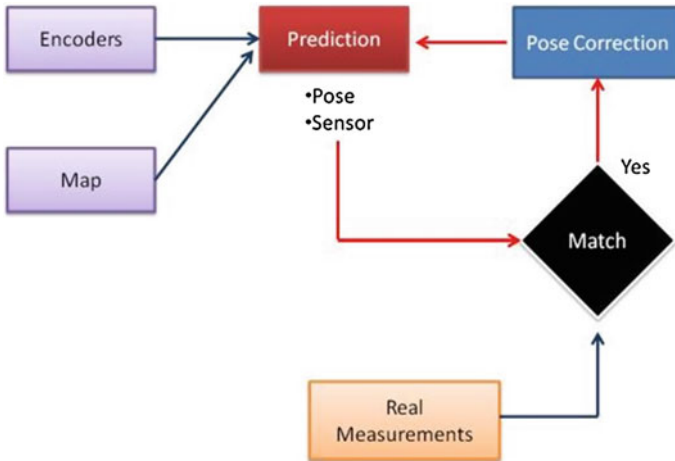 Encoders
Prediction
Pose Correction
•Pose
•Sensor
Map
Yes
Match
Real
Measurements